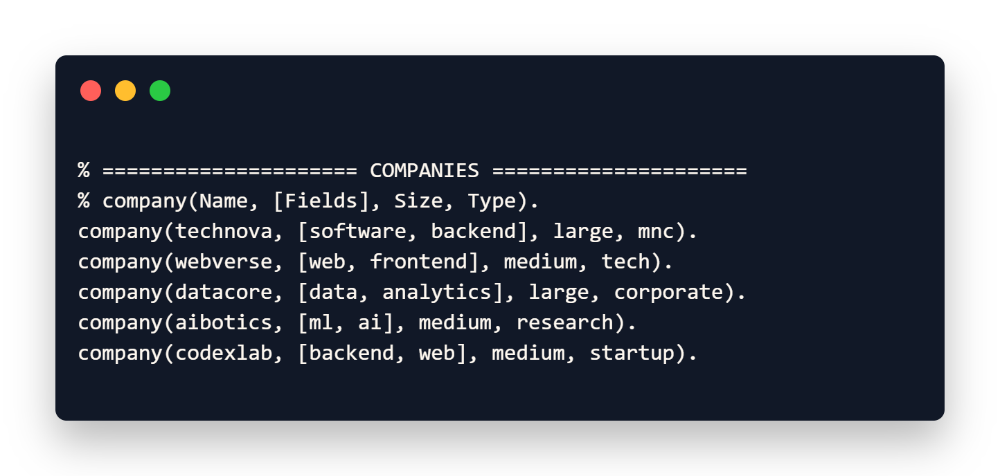 % ===================== COMPANIES =====================
% company(Name, [Fields], Size, Type).
company(technova, [software, backend], large, mnc).
company(webverse, [web, frontend], medium, tech).
company(datacore, [data, analytics], large, corporate).
company(aibotics, [ml, ai], medium, research).
company(codexlab, [backend, web], medium, startup).